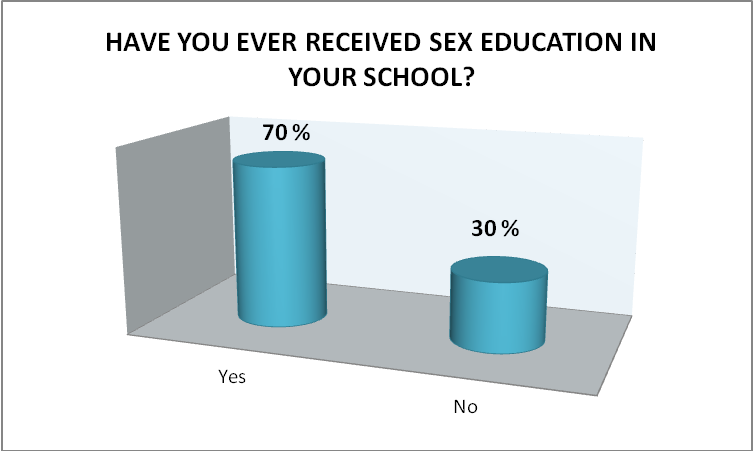 HAVE YOU EVER RECEIVED SEX EDUCATION IN
YOUR SCHOOL?
70 %
30 %
Yes
No